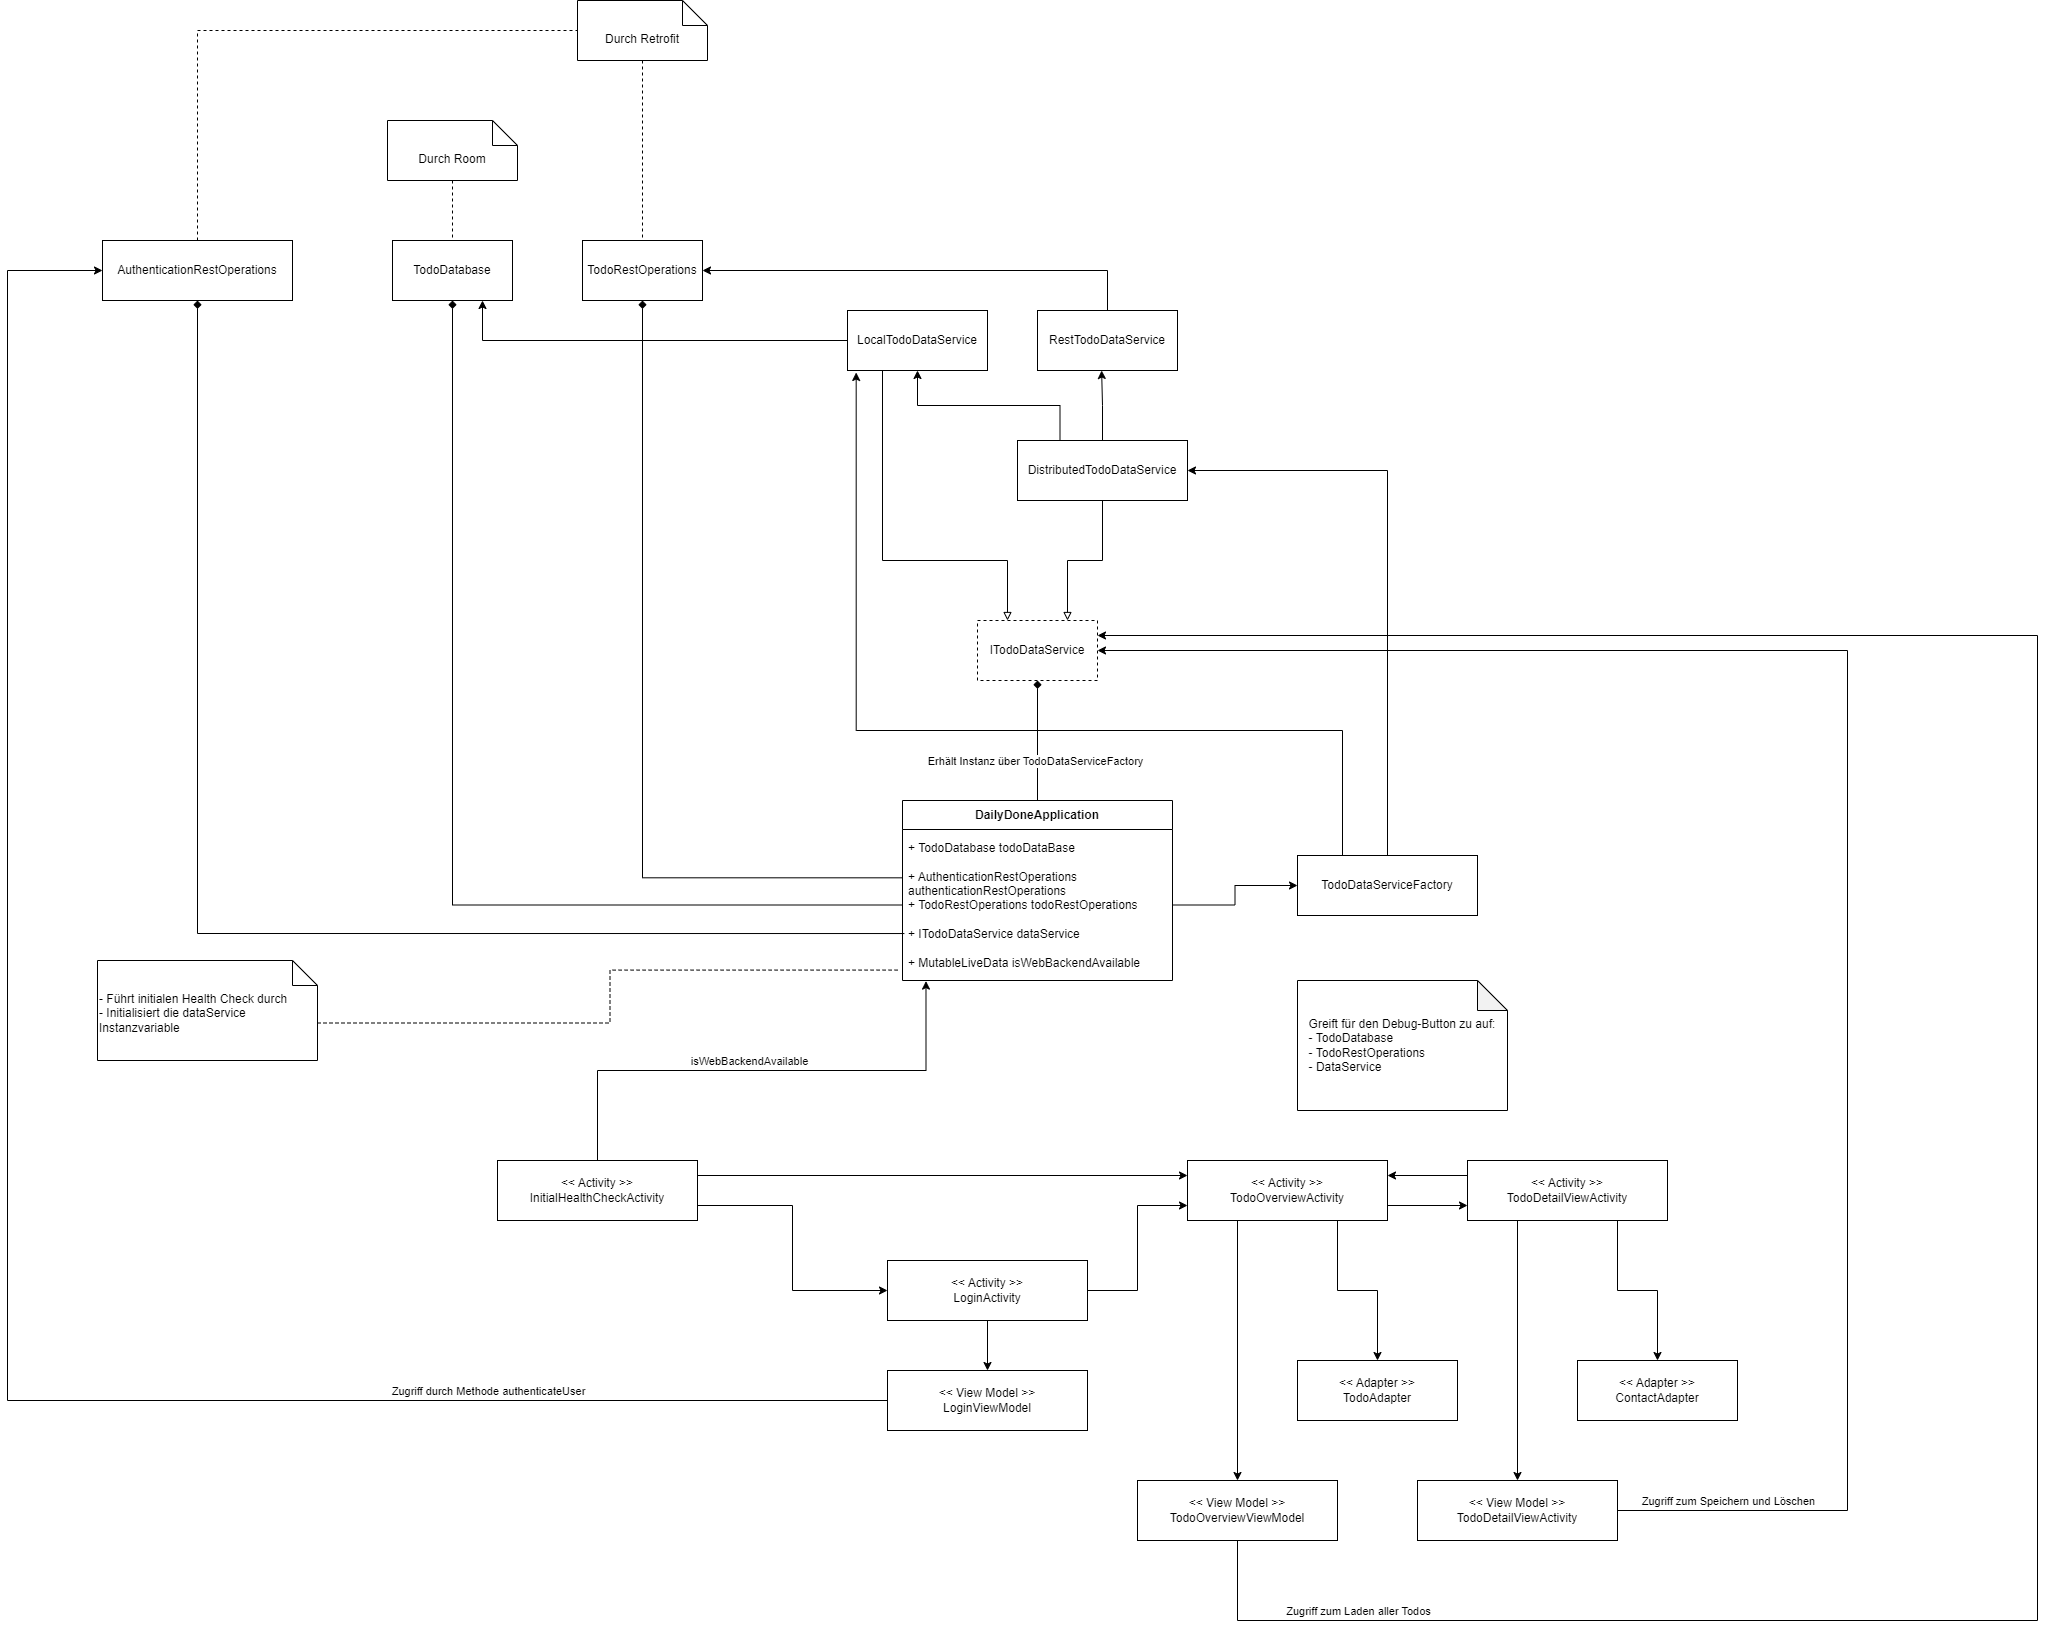 Durch Retrofit
Durch Room
AuthenticationRestOperations
TodoDatabase
TodoRestOperations
LocalTodoDataService
RestTodoDataService
DistributedTodoDataService
ITodoDataService
Erhält Instanz über TodoDataServiceFactory
DailyDoneApplication
+ TodoDatabase todoDataBase
+ AuthenticationRestOperations
authenticationRestOperations
+ TodoRestOperations todoRestOperations
+ ITodoDataService dataService
+ MutableLiveData isWebBackendAvailable
TodoDataServiceFactory
- Führt initialen Health Check durch
- Initialisiert die dataService
Instanzvariable
Greift für den Debug-Button zu auf:
- TodoDatabase
- TodoRestOperations
- DataService
isWebBackendAvailable
<< Activity >>
InitialHealthCheckActivity
<< Activity >>
TodoOverviewActivity
<< Activity >>
TodoDetailViewActivity
<< Activity >>
LoginActivity
Zugriff durch Methode authenticateUser
<< View Model >>
LoginViewModel
<< Adapter >>
TodoAdapter
<< Adapter >>
ContactAdapter
<< View Model >>
TodoOverviewViewModel
<< View Model >>
TodoDetailViewActivity
Zugriff zum Speichern und Löschen
Zugriff zum Laden aller Todos